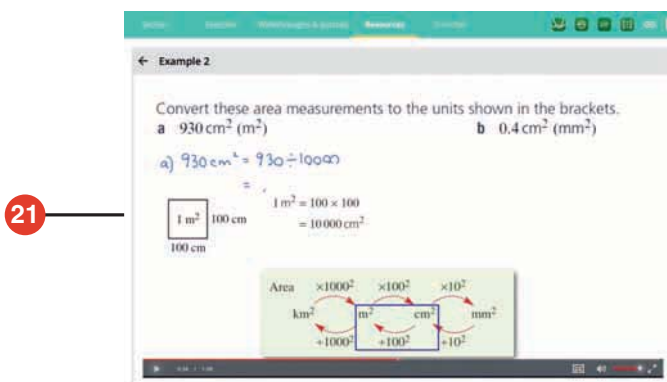 Resources
← Example 2
Convert these area measurements to the units shown in the brackets.
a 930 cm² (m²) b 0.4 cm² (mm²)
a) 930 cm² = 930 ÷ 10000
=
21
1 m² 100 cm
100 cm
1 m² = 100 × 100
= 10 000 cm²
Area ×1000² ×100² ×10²
km² m² cm² mm²
÷1000² ÷100² ÷10²